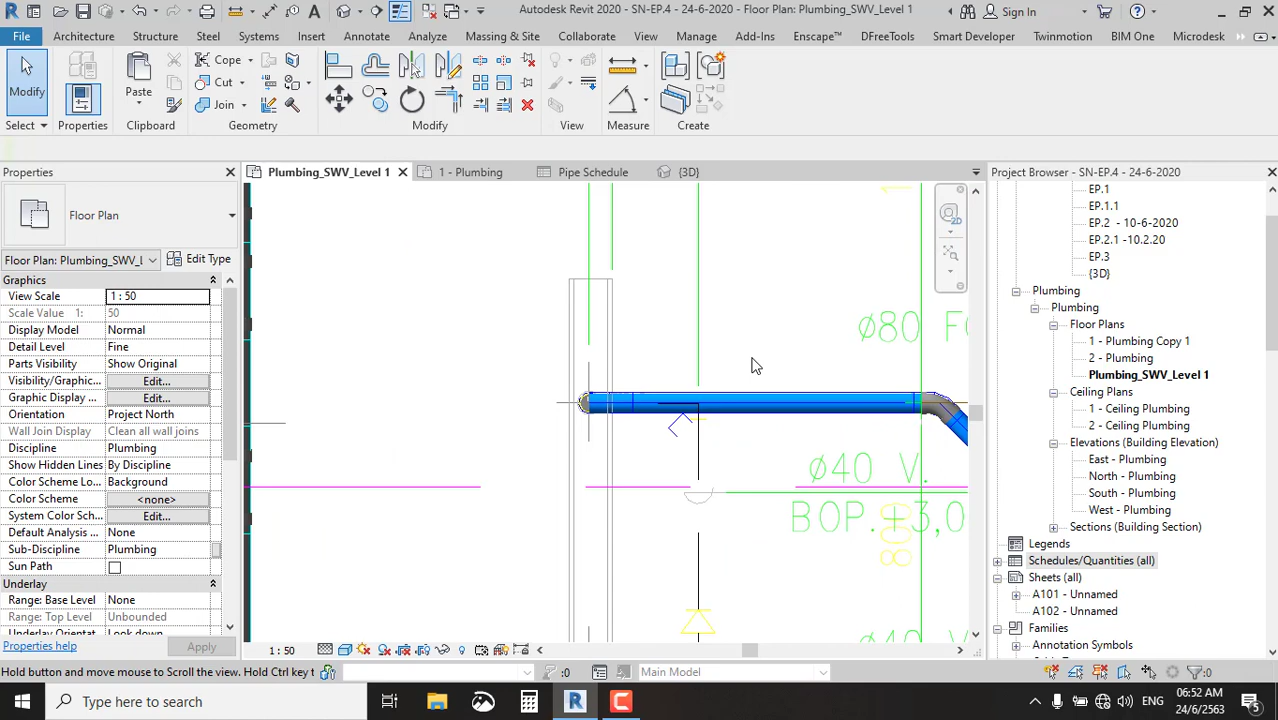 Autodesk Revit 2020 - SN-EP.4 - 24-6-2020 - Floor Plan: Plumbing_SWV_Level 1
Sign In
File Architecture Structure Steel Systems Insert Annotate Analyze Massing & Site Collaborate View Manage Add-Ins Enscape™ DFreeTools Smart Developer Twinmotion BIM One Microdesk
Modify
Properties
Paste
Cope
Cut
Join
Select Properties Clipboard Geometry Modify View Measure Create
Properties
Plumbing_SWV_Level 1
1 - Plumbing
Pipe Schedule
{3D}
Project Browser - SN-EP.4 - 24-6-2020
Floor Plan
Floor Plan: Plumbing_SWV_L
Edit Type
Graphics
View Scale 1 : 50
Scale Value 1: 50
Display Model Normal
Detail Level Fine
Parts Visibility Show Original
Visibility/Graphic... Edit...
Graphic Display ... Edit...
Orientation Project North
Wall Join Display Clean all wall joins
Discipline Plumbing
Show Hidden Lines By Discipline
Color Scheme Lo... Background
Color Scheme <none>
System Color Sch... Edit...
Default Analysis ... None
Sub-Discipline Plumbing
Sun Path
Underlay
Range: Base Level None
Range: Top Level Unbounded
Underlay Orientat... Look down
Properties help
Apply
2D
ø80 F
ø40 V.
BOP.+3,0
800
ø40 V
EP.1
EP.1.1
EP.2 - 10-6-2020
EP.2.1 -10.2.20
EP.3
{3D}
Plumbing
Plumbing
Floor Plans
1 - Plumbing Copy 1
2 - Plumbing
Plumbing_SWV_Level 1
Ceiling Plans
1 - Ceiling Plumbing
2 - Ceiling Plumbing
Elevations (Building Elevation)
East - Plumbing
North - Plumbing
South - Plumbing
West - Plumbing
Sections (Building Section)
Legends
Schedules/Quantities (all)
Sheets (all)
A101 - Unnamed
A102 - Unnamed
Families
Annotation Symbols
1 : 50
Hold button and move mouse to Scroll the view. Hold Ctrl key t
:0
Main Model
:0
Type here to search
ENG
06:52 AM
24/6/2563
5